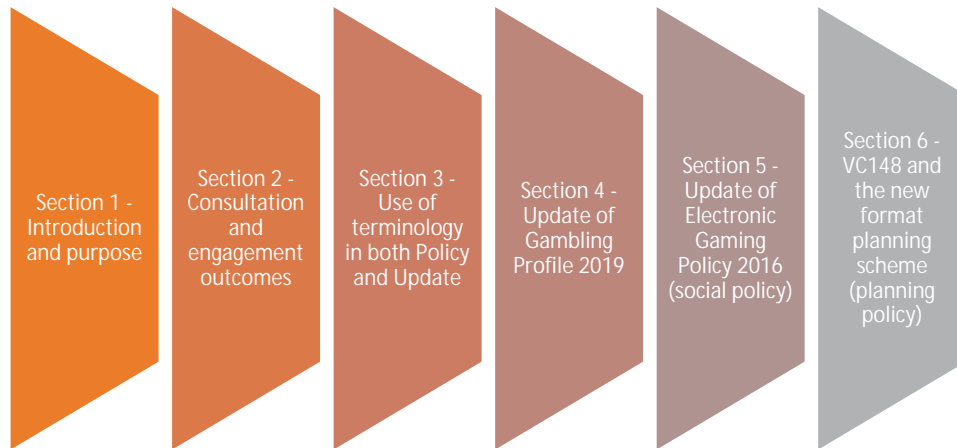 Section 1 -
Introduction
and purpose
Section 2 -
Consultation
and
engagement
outcomes
Section 3 -
Use of
terminology
in both Policy
and Update
Section 4 -
Update of
Gambling
Profile 2019
Section 5 -
Update of
Electronic
Gaming
Policy 2016
(social policy)
Section 6 -
VC148 and
the new
format
planning
scheme
(planning
policy)